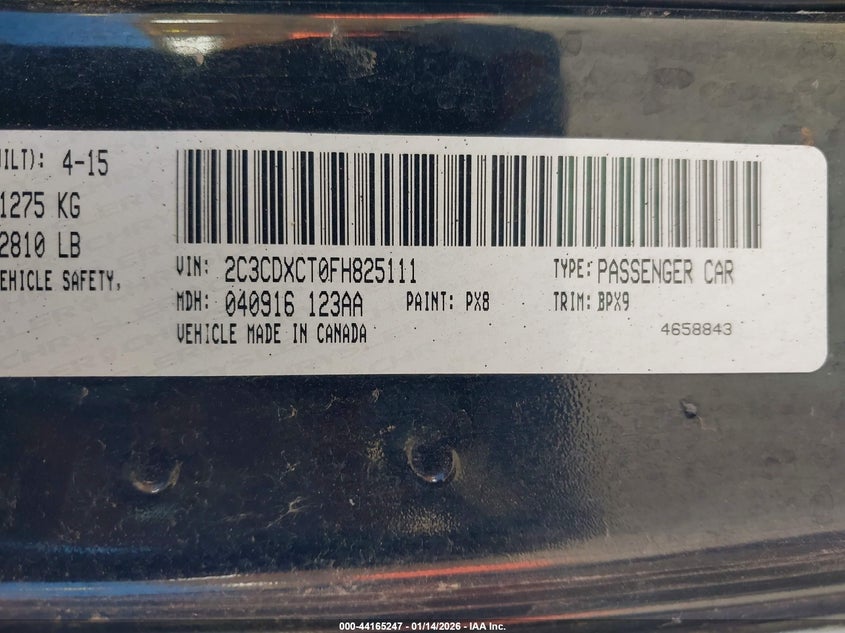 UILT): 4-15
1275 KG
2810 LB
EHICLE SAFETY,
VIN: 2C3CDXCT0FH825111 TYPE: PASSENGER CAR
MDH: 040916 123AA PAINT: PX8 TRIM: BPX9
VEHICLE MADE IN CANADA 4658843
000-44165247 - 01/14/2026 - IAA Inc.